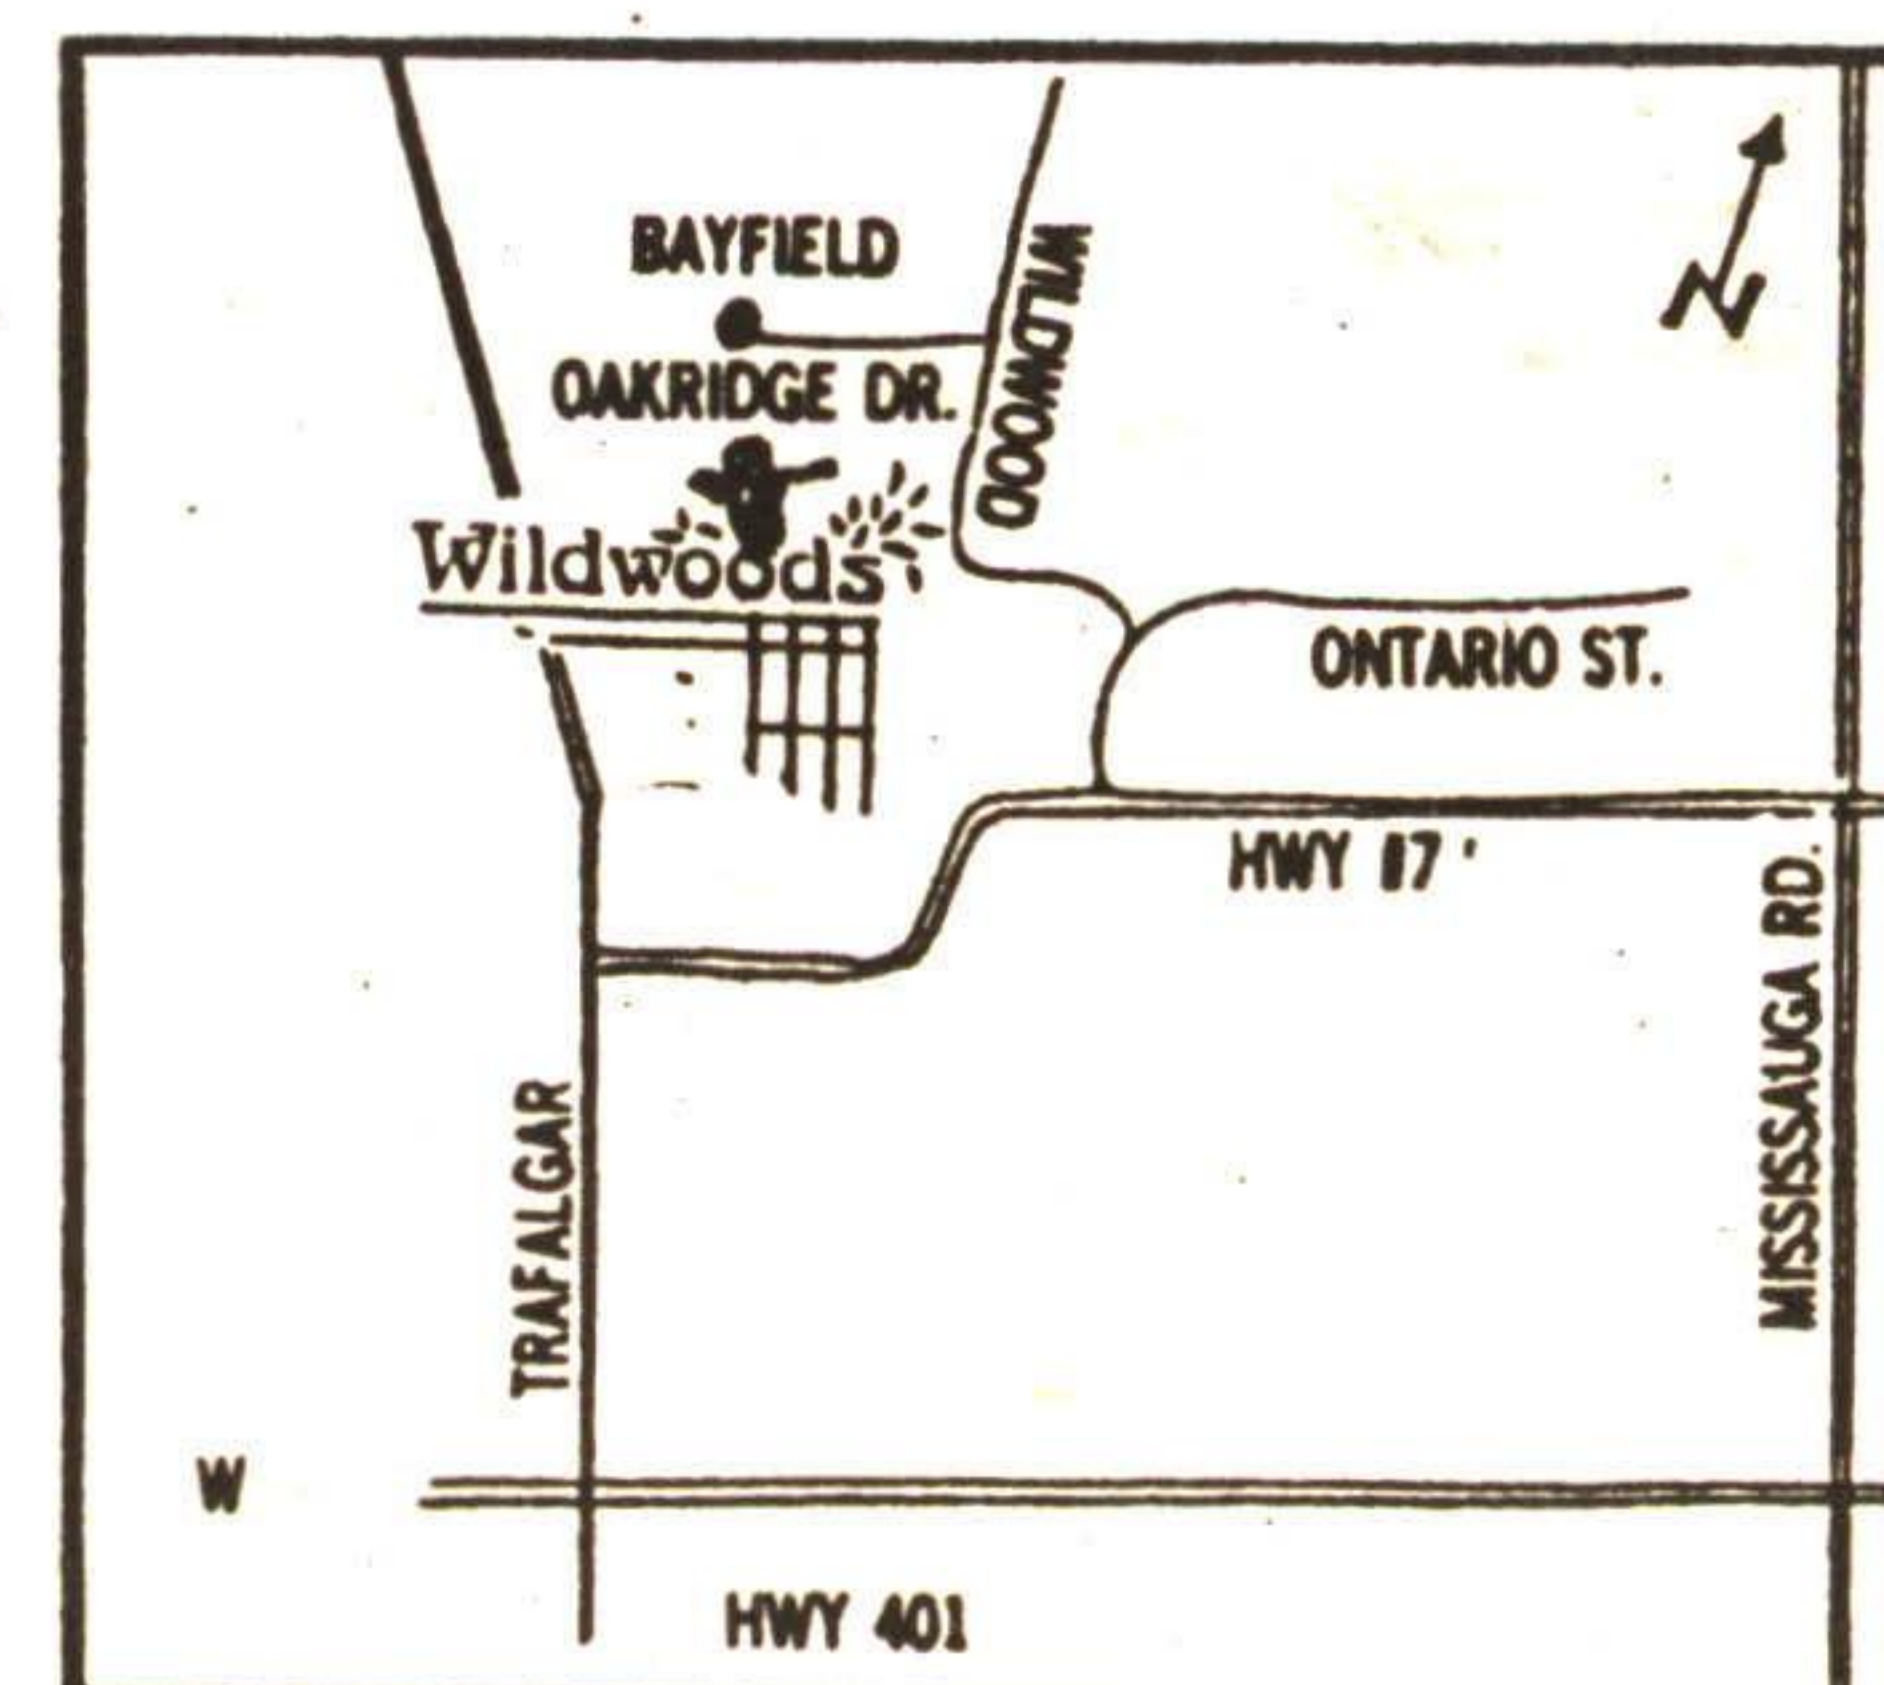 BAYFIELD
WILDWOOD
N
OAKRIDGE DR.
Wildwoods
ONTARIO ST.
HWY
MISSISSAUGA RD.
TRAFALGAR
W
HWY 401